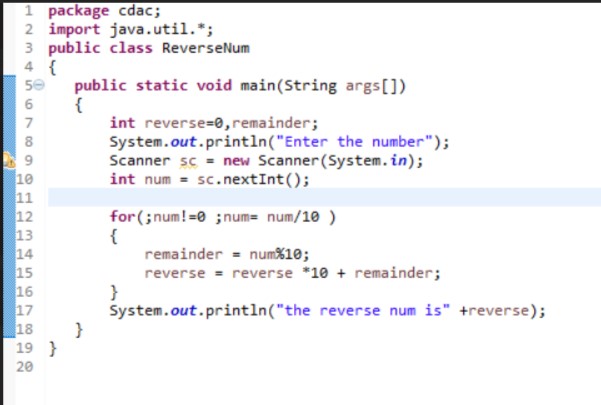 1 package cdac;
2 import java.util.*;
3 public class ReverseNum
4 {
5 public static void main(String args[])
6 {
7 int reverse=0,remainder;
8 System.out.println("Enter the number");
9 Scanner sc = new Scanner(System.in);
10 int num = sc.nextInt();
11
12 for(;num!=0 ;num= num/10 )
13 {
14 remainder = num%10;
15 reverse = reverse *10 + remainder;
16 }
17 System.out.println("the reverse num is" +reverse);
18 }
19 }
20